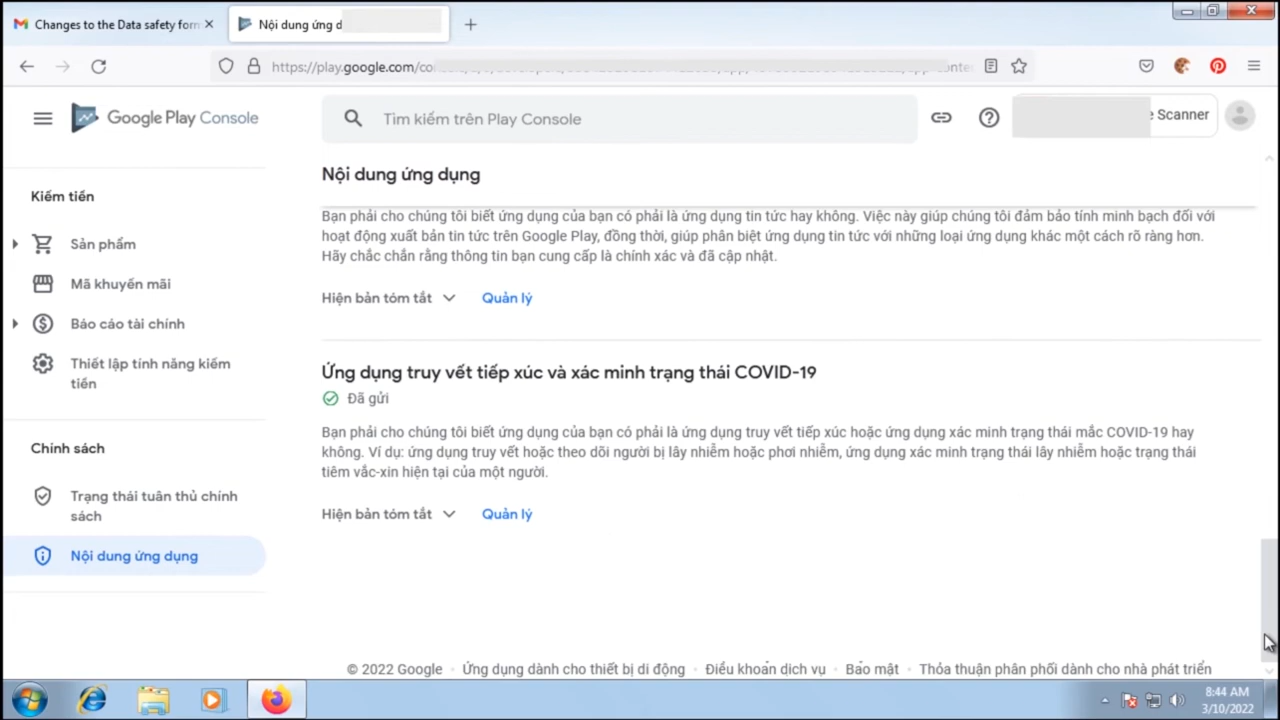 Changes to the Data safety for
Nội dung ứng d
https://play.google.com/co
Google Play Console
Tìm kiếm trên Play Console
Scanner
Kiếm tiền
Sản phẩm
Mã khuyến mãi
Báo cáo tài chính
Thiết lập tính năng kiếm
tiền
Chính sách
Trạng thái tuân thủ chính
sách
Nội dung ứng dụng
Nội dung ứng dụng
Bạn phải cho chúng tôi biết ứng dụng của bạn có phải là ứng dụng tin tức hay không. Việc này giúp chúng tôi đảm bảo tính minh bạch đối với
hoạt động xuất bản tin tức trên Google Play, đồng thời, giúp phân biệt ứng dụng tin tức với những loại ứng dụng khác một cách rõ ràng hơn.
Hãy chắc chắn rằng thông tin bạn cung cấp là chính xác và đã cập nhật.
Hiện bản tóm tắt Quản lý
Ứng dụng truy vết tiếp xúc và xác minh trạng thái COVID-19
Đã gửi
Bạn phải cho chúng tôi biết ứng dụng của bạn có phải là ứng dụng truy vết tiếp xúc hoặc ứng dụng xác minh trạng thái mắc COVID-19 hay
không. Ví dụ: ứng dụng truy vết hoặc theo dõi người bị lây nhiễm hoặc phơi nhiễm, ứng dụng xác minh trạng thái lây nhiễm hoặc trạng thái
tiêm vắc-xin hiện tại của một người.
Hiện bản tóm tắt Quản lý
© 2022 Google · Ứng dụng dành cho thiết bị di động · Điều khoản dịch vụ · Bảo mật · Thỏa thuận phân phối dành cho nhà phát triển
8:44 AM
3/10/2022